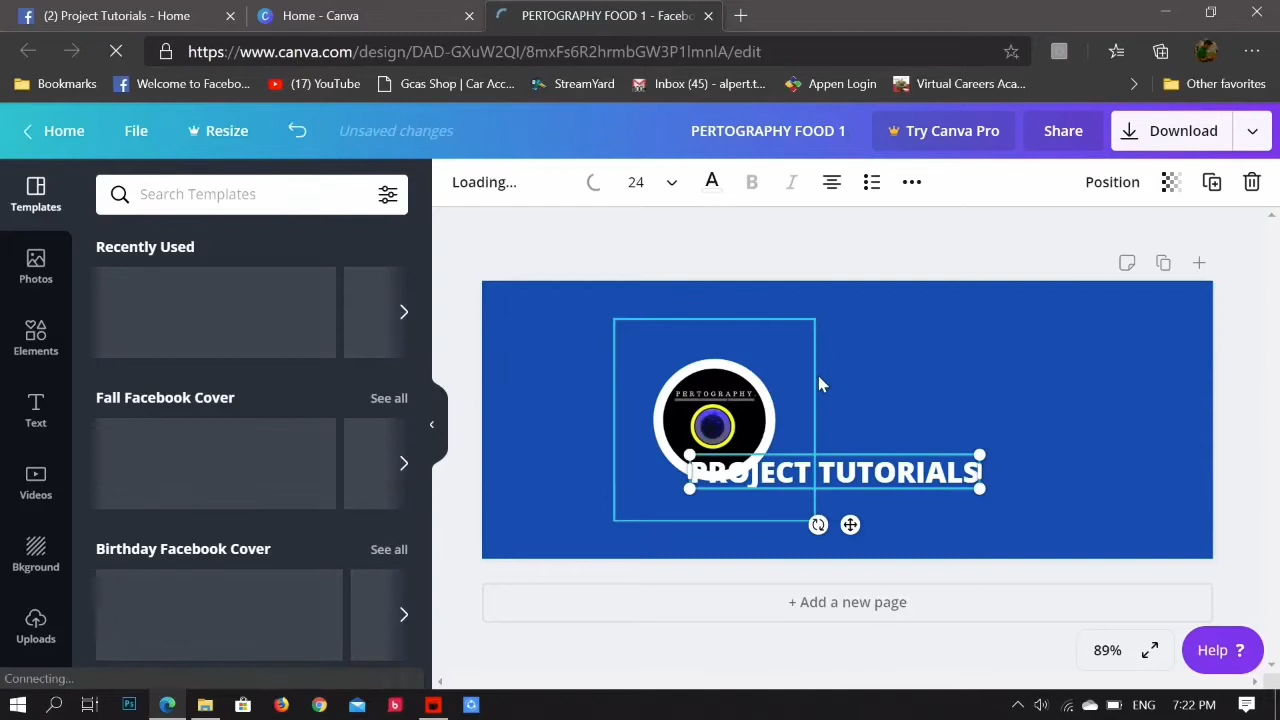 (2) Project Tutorials - Home
Home - Canva
PERTOGRAPHY FOOD 1 - Facebo
https://www.canva.com/design/DAD-GXuW2QI/8mxFs6R2hrmbGW3P1lmnlA/edit
Bookmarks
Welcome to Facebo...
(17) YouTube
Gcas Shop | Car Acc...
StreamYard
Inbox (45) - alpert.t...
Appen Login
Virtual Careers Aca...
Other favorites
Home
File
Resize
Unsaved changes
PERTOGRAPHY FOOD 1
Try Canva Pro
Share
Download
Templates
Photos
Elements
Text
Videos
Bkground
Uploads
Search Templates
Recently Used
Fall Facebook Cover
See all
Birthday Facebook Cover
See all
Loading...
24
A
B
I
Position
PERTOGRAPHY
PROJECT TUTORIALS
+ Add a new page
89%
Help ?
Connecting...
Ps
ENG
7:22 PM